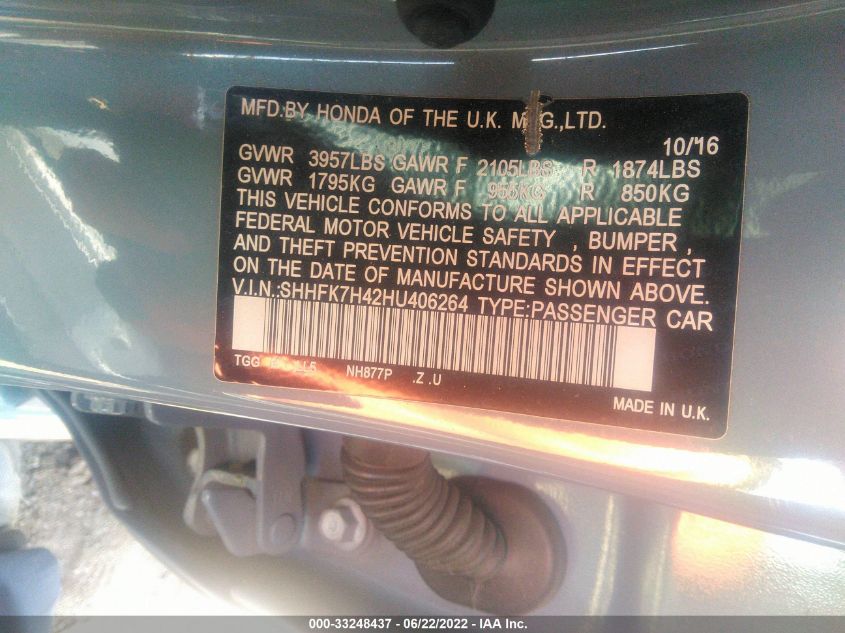 MFD.BY HONDA OF THE U.K. M G.,LTD.
10/'16
GVWR 3957LBS GAWR F 2105LBS R 1874LBS
GVWR 1795KG GAWR F 955KG R 850KG
THIS VEHICLE CONFORMS TO ALL APPLICABLE
FEDERAL MOTOR VEHICLE SAFETY , BUMPER ,
AND THEFT PREVENTION STANDARDS IN EFFECT
ON THE DATE OF MANUFACTURE SHOWN ABOVE.
V.I.N.:SHHFK7H42HU406264 TYPE:PASSENGER CAR
TGG NH877P .Z .U
MADE IN U.K.
000-33248437 - 06/22/2022 - IAA Inc.